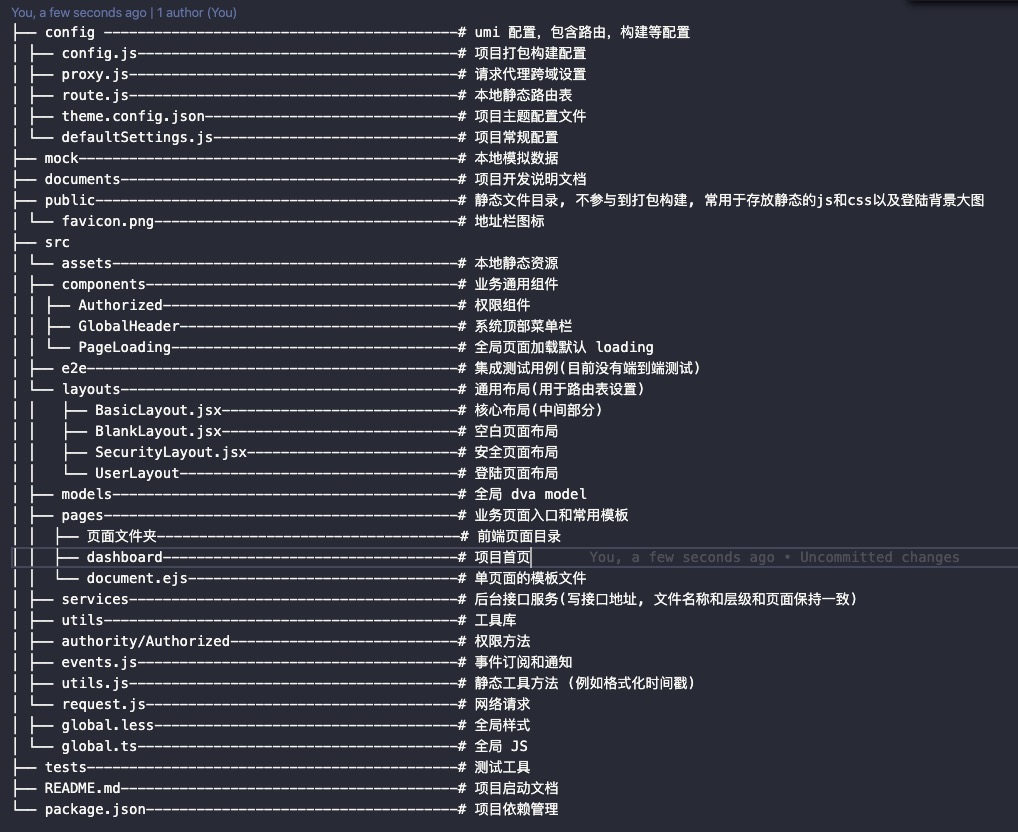 You, a few seconds ago | 1 author (You)
├── config ──────────────────────────────────────────# umi 配置，包含路由，构建等配置
│ ├── config.js──────────────────────────────────────# 项目打包构建配置
│ ├── proxy.js───────────────────────────────────────# 请求代理跨域设置
│ ├── route.js───────────────────────────────────────# 本地静态路由表
│ ├── theme.config.json──────────────────────────────# 项目主题配置文件
│ └── defaultSettings.js─────────────────────────────# 项目常规配置
├── mock─────────────────────────────────────────────# 本地模拟数据
├── documents────────────────────────────────────────# 项目开发说明文档
├── public───────────────────────────────────────────# 静态文件目录, 不参与到打包构建, 常用于存放静态的js和css以及登陆背景大图
│ └── favicon.png────────────────────────────────────# 地址栏图标
├── src
│ └── assets─────────────────────────────────────────# 本地静态资源
│ ├── components─────────────────────────────────────# 业务通用组件
│ │ ├── Authorized───────────────────────────────────# 权限组件
│ │ ├── GlobalHeader─────────────────────────────────# 系统顶部菜单栏
│ │ └── PageLoading──────────────────────────────────# 全局页面加载默认 loading
│ ├── e2e────────────────────────────────────────────# 集成测试用例(目前没有端到端测试)
│ └── layouts────────────────────────────────────────# 通用布局(用于路由表设置)
│ │   ├── BasicLayout.jsx────────────────────────────# 核心布局(中间部分)
│ │   ├── BlankLayout.jsx────────────────────────────# 空白页面布局
│ │   ├── SecurityLayout.jsx─────────────────────────# 安全页面布局
│ │   └── UserLayout─────────────────────────────────# 登陆页面布局
│ ├── models─────────────────────────────────────────# 全局 dva model
│ ├── pages──────────────────────────────────────────# 业务页面入口和常用模板
│ │  ├── 页面文件夹────────────────────────────────────# 前端页面目录
│ │  ├── dashboard───────────────────────────────────# 项目首页 You, a few seconds ago • Uncommitted changes
│ │  └── document.ejs────────────────────────────────# 单页面的模板文件
│ ├── services───────────────────────────────────────# 后台接口服务(写接口地址, 文件名称和层级和页面保持一致)
│ ├── utils──────────────────────────────────────────# 工具库
│ ├── authority/Authorized───────────────────────────# 权限方法
│ ├── events.js──────────────────────────────────────# 事件订阅和通知
│ ├── utils.js───────────────────────────────────────# 静态工具方法 (例如格式化时间戳)
│ └── request.js─────────────────────────────────────# 网络请求
│ ├── global.less────────────────────────────────────# 全局样式
│ └── global.ts──────────────────────────────────────# 全局 JS
├── tests────────────────────────────────────────────# 测试工具
├── README.md────────────────────────────────────────# 项目启动文档
└── package.json─────────────────────────────────────# 项目依赖管理